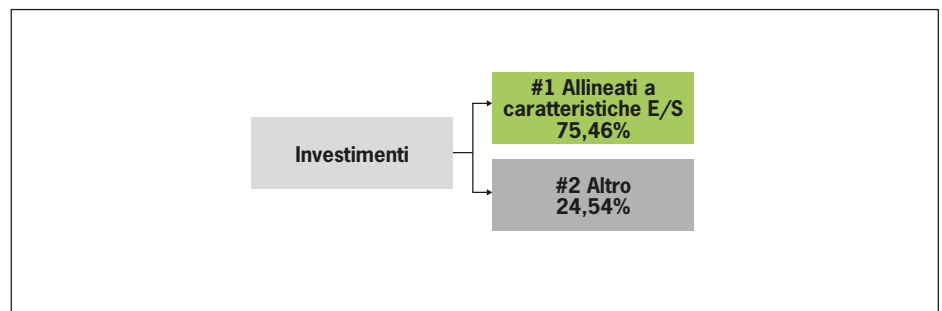 #1 Allineati a
caratteristiche E/S
75,46%
Investimenti
#2 Altro
24,54%